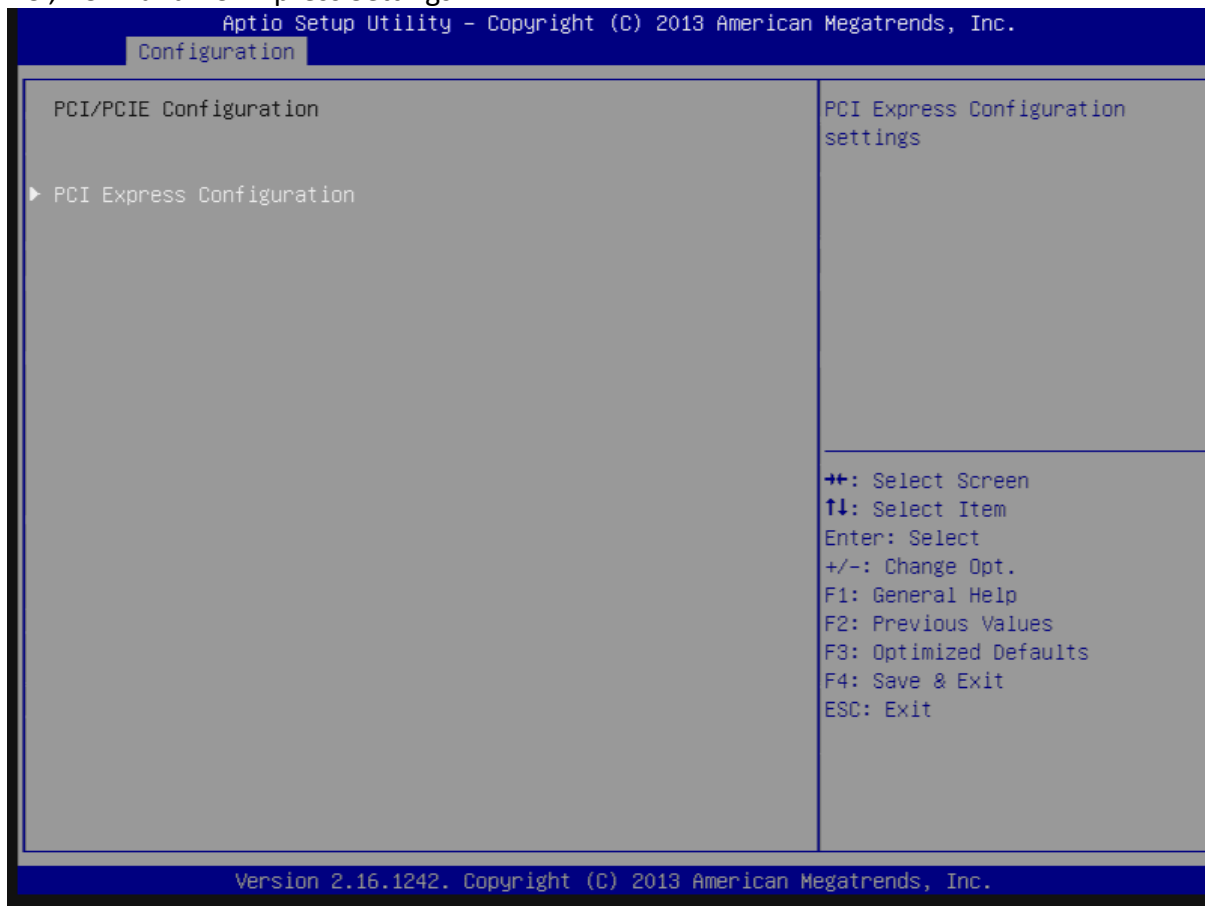 Aptio Setup Utility – Copyright (C) 2013 American Megatrends, Inc.
Configuration
PCI/PCIE Configuration
▶ PCI Express Configuration
PCI Express Configuration
settings
→←: Select Screen
↑↓: Select Item
Enter: Select
+/-: Change Opt.
F1: General Help
F2: Previous Values
F3: Optimized Defaults
F4: Save & Exit
ESC: Exit
Version 2.16.1242. Copyright (C) 2013 American Megatrends, Inc.